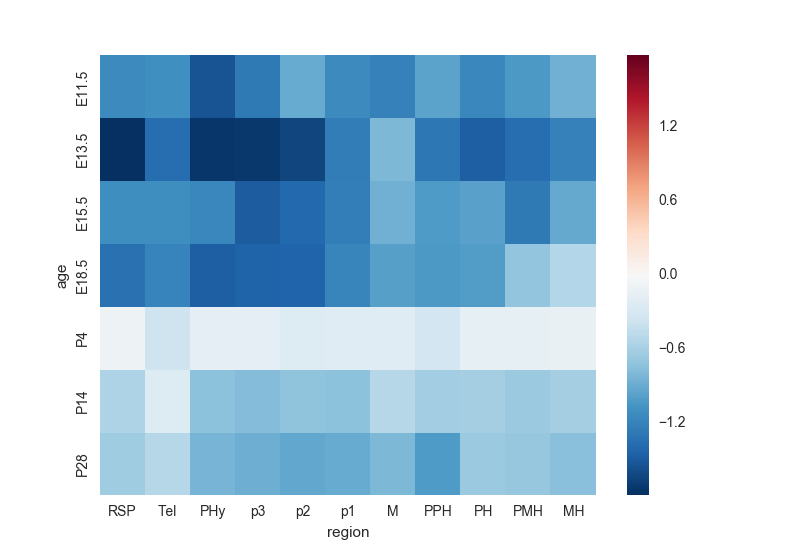 age
E11.5
E13.5
E15.5
E18.5
P4
P14
P28
RSP Tel PHy p3 p2 p1 M PPH PH PMH MH
region
1.2
0.6
0.0
−0.6
−1.2